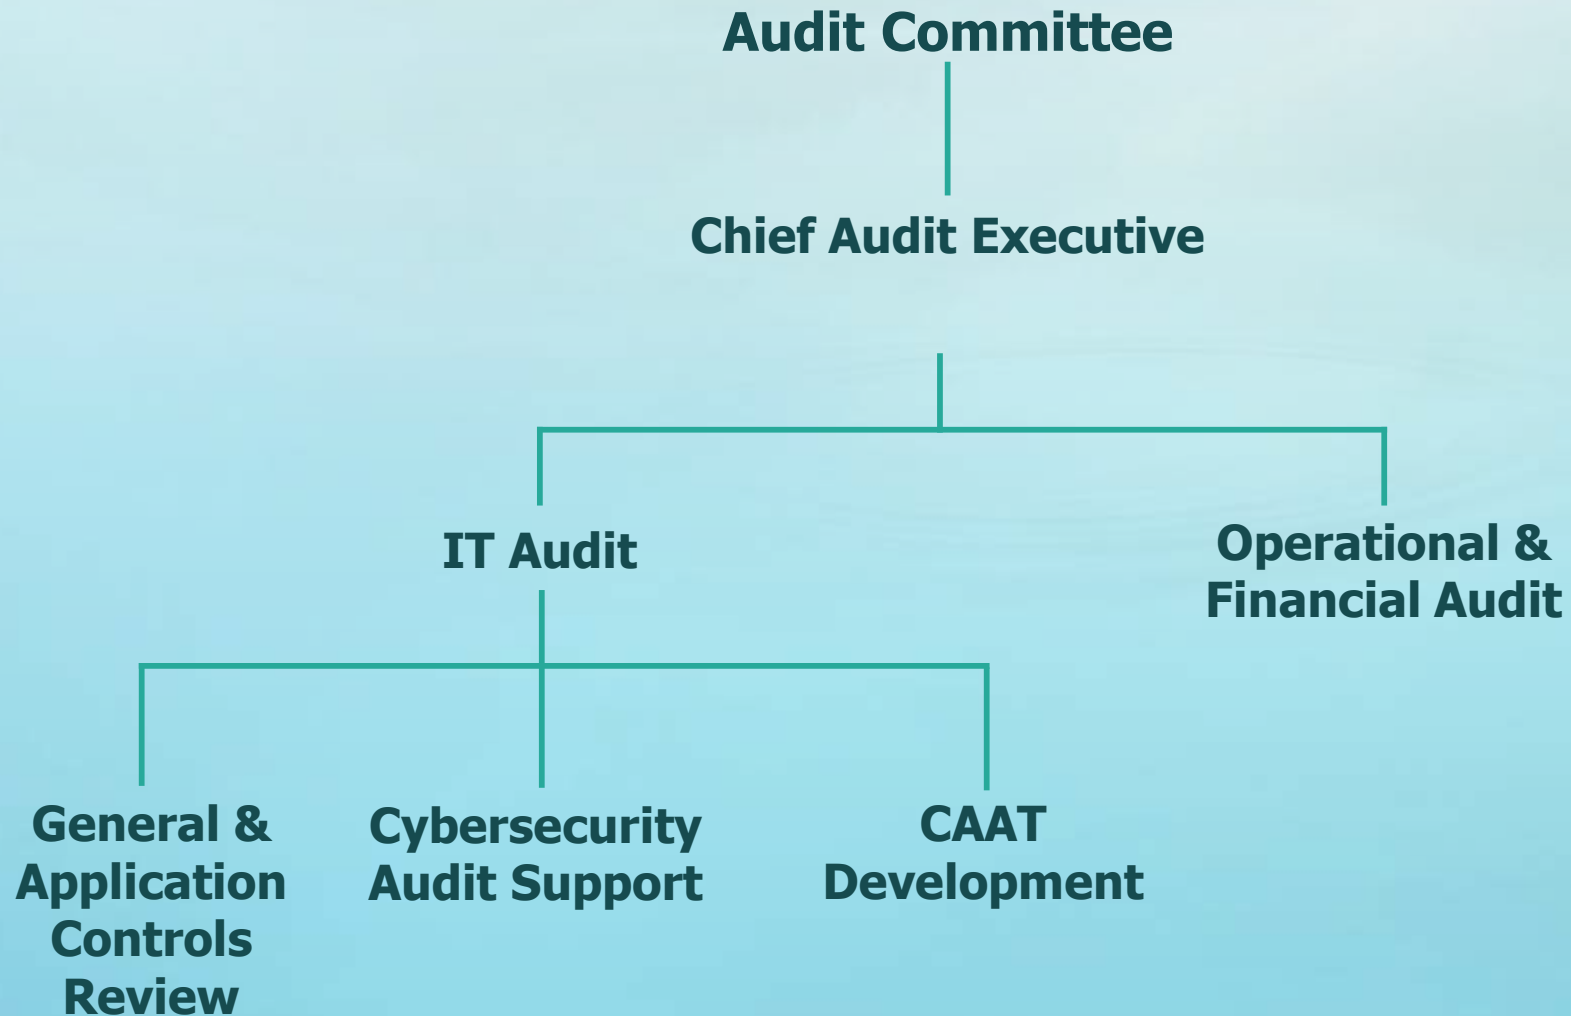 Audit Committee
Chief Audit Executive
IT Audit
Operational &
Financial Audit
General &
Application
Controls
Review
Cybersecurity
Audit Support
CAAT
Development